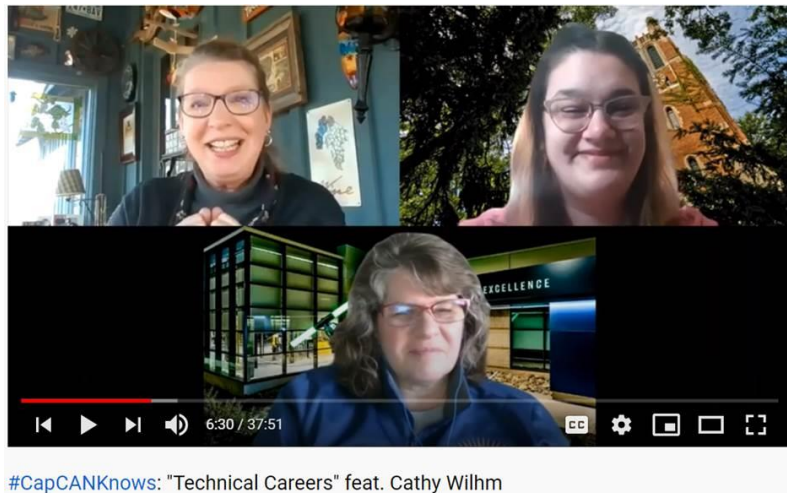 EXCELLENCE
6:30 / 37:51
CC
#CapCANKnows: "Technical Careers" feat. Cathy Wilhm